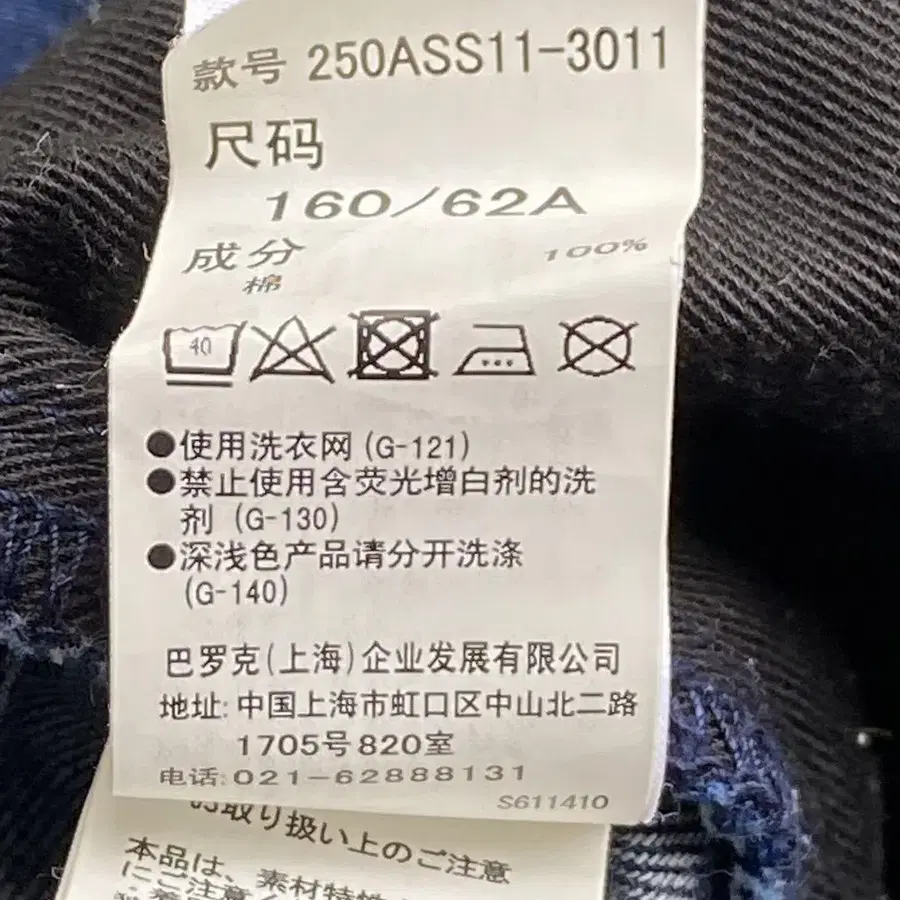 款号 250ASS11-3011
尺码
160/62A
成分 100%
棉
40
●使用洗衣网(G-121)
●禁止使用含荧光增白剂的洗
剂 (G-130)
●深浅色产品请分开洗涤
(G-140)
巴罗克(上海)企业发展有限公司
地址:中国上海市虹口区中山北二路
1705号820室
电话:021-62888131
S611410
取り扱い上のご注意
本品は、素材特性
にご注意